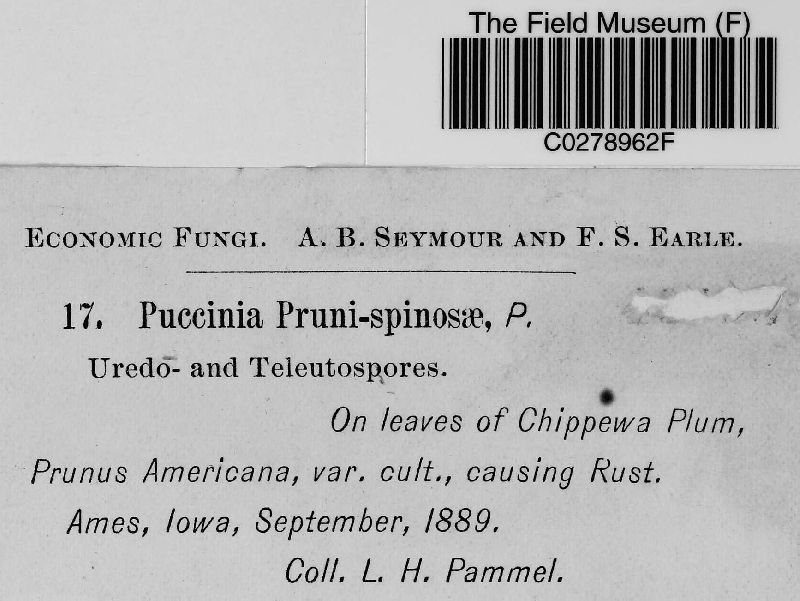 The Field Museum (F)
C0278962F
Economic Fungi. A. B. Seymour and F. S. Earle.
17. Puccinia Pruni-spinosæ, P.
Uredo- and Teleutospores.
On leaves of Chippewa Plum,
Prunus Americana, var. cult., causing Rust.
Ames, Iowa, September, 1889.
Coll. L. H. Pammel.